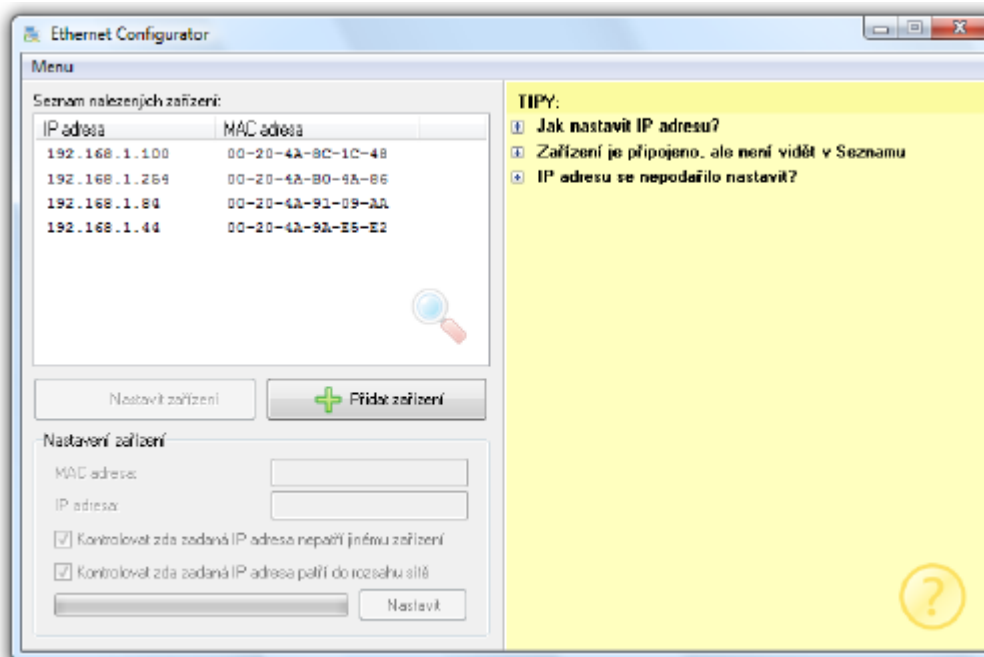 Ethernet Configurator
Menu
Seznam nalezených zařízení:
IP adresa MAC adresa
192.168.1.100 00-20-4A-8C-1C-48
192.168.1.254 00-20-4A-B0-4A-86
192.168.1.84 00-20-4A-91-09-AA
192.168.1.44 00-20-4A-9A-E5-E2
Nastavit zařízení
Přidat zařízení
Nastavení zařízení
MAC adresa:
IP adresa:
Kontrolovat zda zadaná IP adresa nepatří jinému zařízení
Kontrolovat zda zadaná IP adresa patří do rozsahu sítě
Nastavit
TIPY:
Jak nastavit IP adresu?
Zařízení je připojeno, ale není vidět v Seznamu
IP adresu se nepodařilo nastavit?